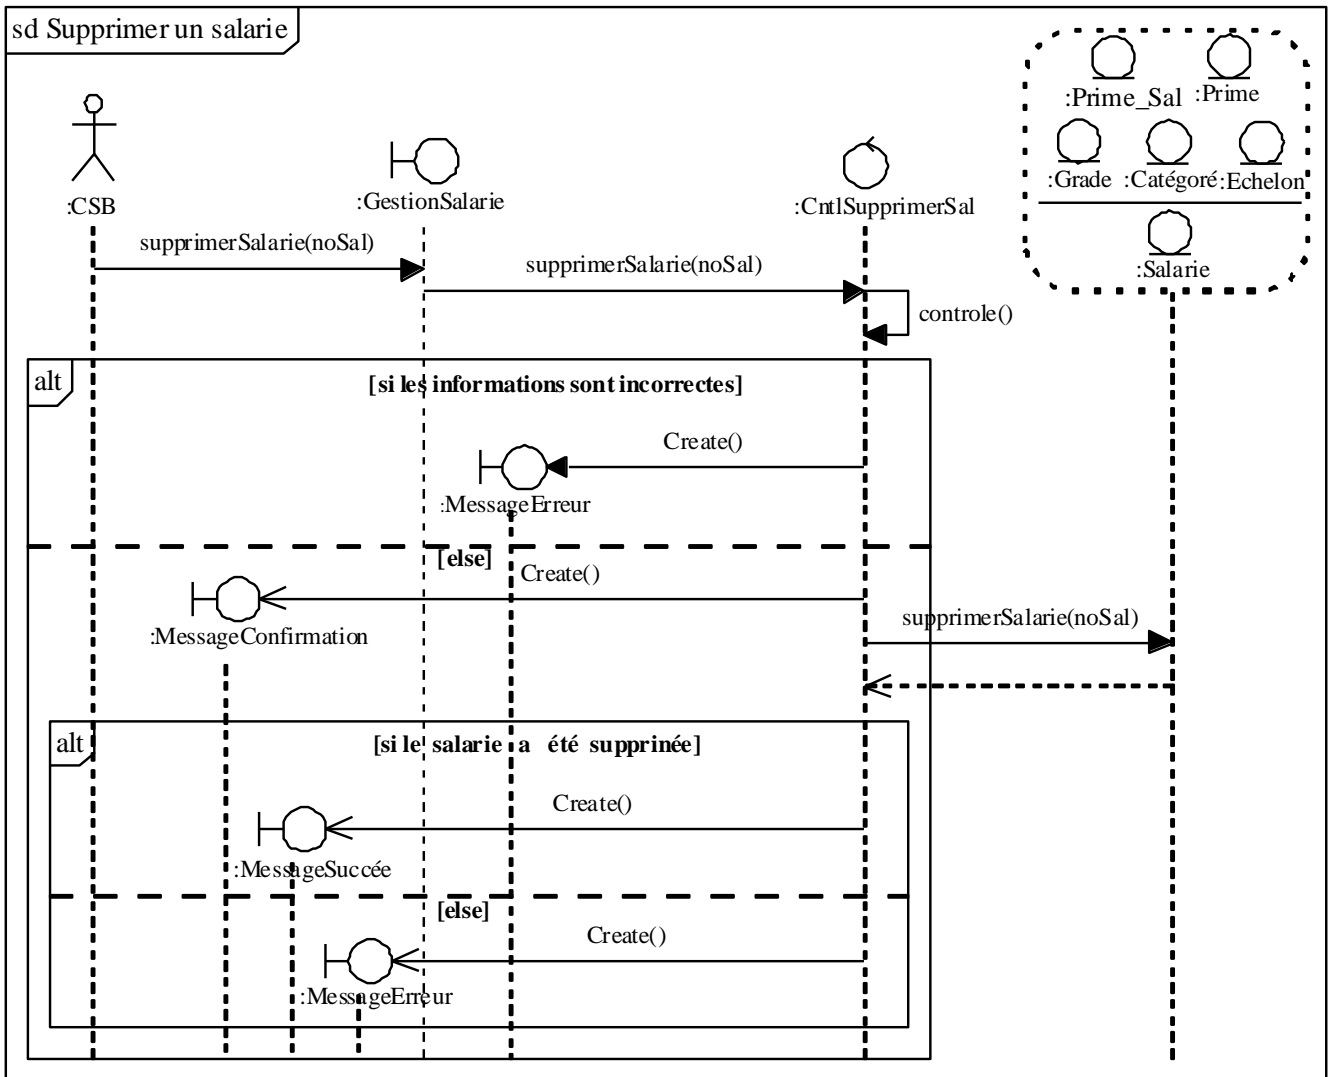 sd Supprimer un salarie
:Prime_Sal :Prime
:Grade :Catégoré :Echelon
:CSB
:GestionSalarie
:CntlSupprimerSal
:Salarie
supprimerSalarie(noSal)
supprimerSalarie(noSal)
controle()
alt
[si les informations sont incorrectes]
Create()
:MessageErreur
[else]
Create()
:MessageConfirmation
supprimerSalarie(noSal)
alt
[si le salarie a été supprinée]
Create()
:MessageSuccée
[else]
Create()
:MessageErreur